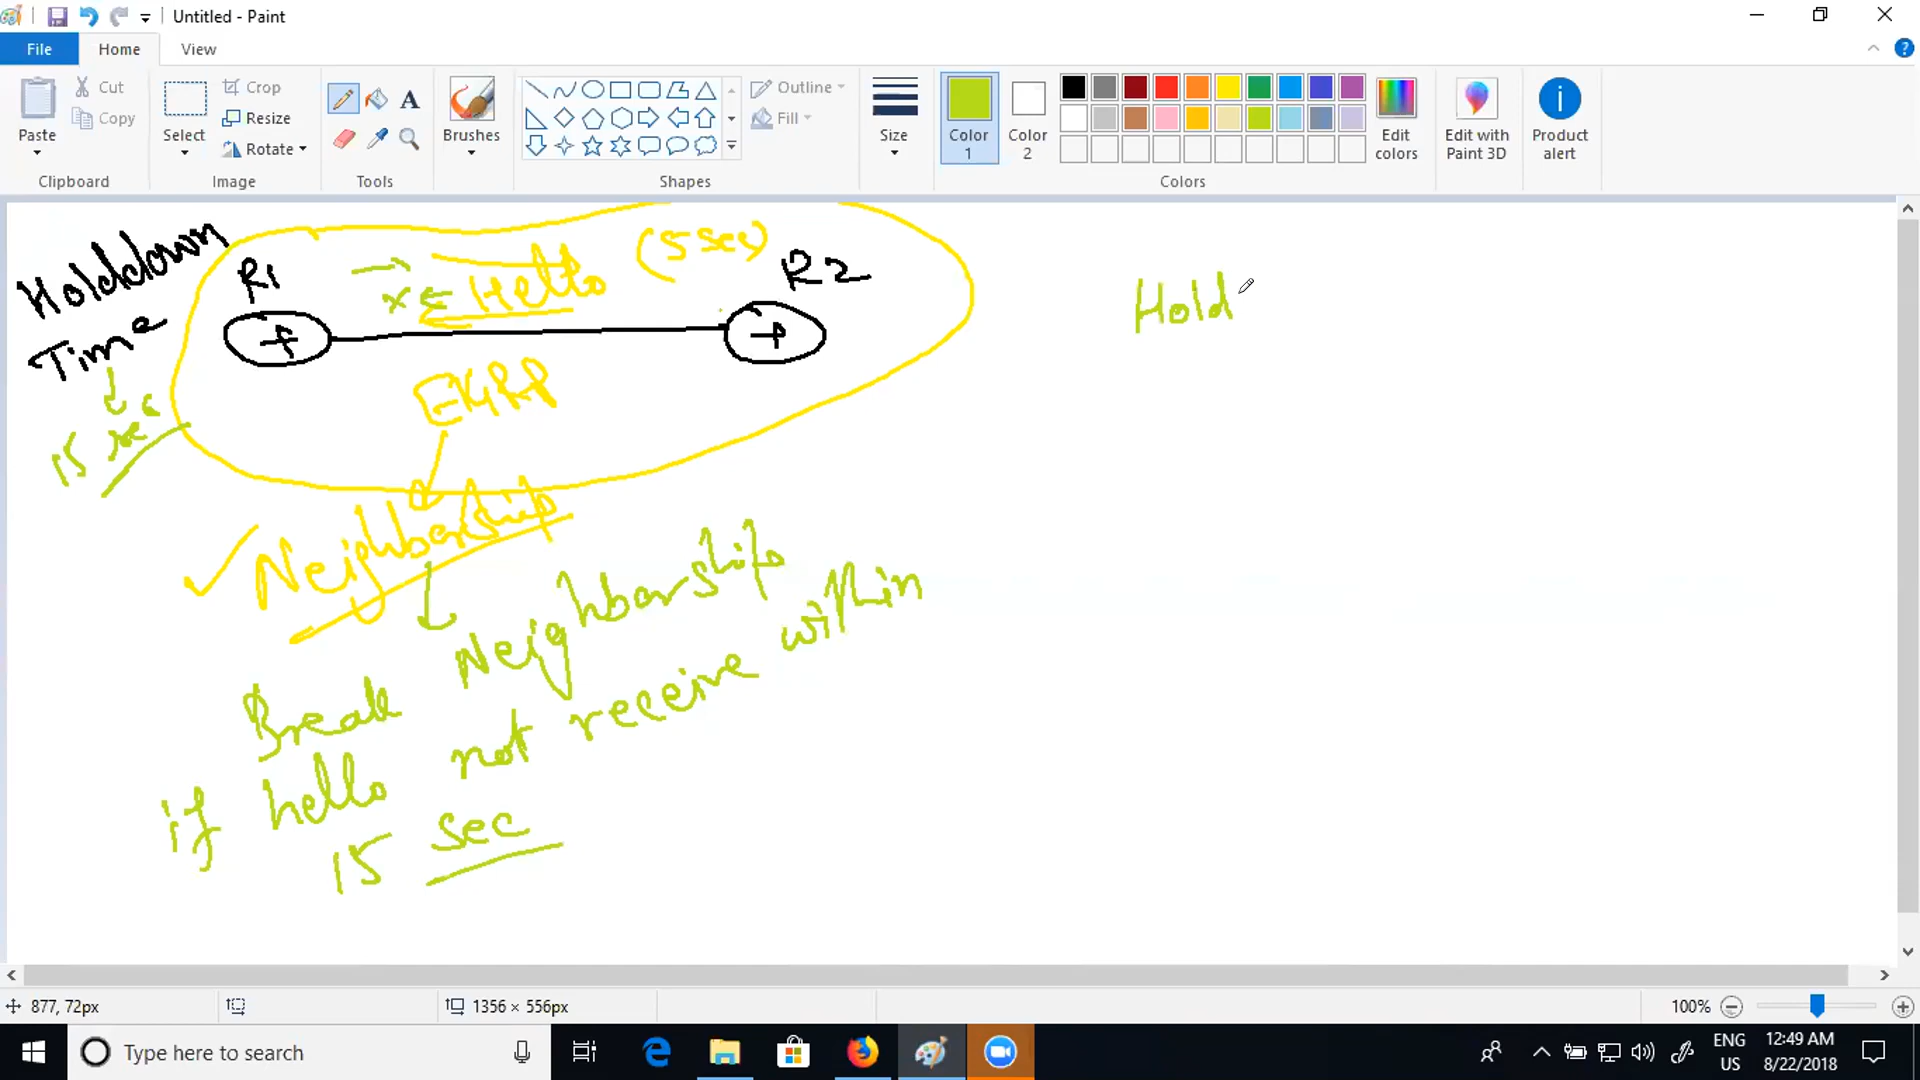 Untitled - Paint
File Home View
Paste
Cut
Copy
Clipboard
Select
Crop
Resize
Rotate
Image
A
Tools
Brushes
Shapes
Outline
Fill
Size
Color 1
Color 2
Edit colors
Colors
Edit with Paint 3D
Product alert
Holddown
Time
15 sec
R1
Hello
(5 sec)
R2
EIGRP
Neighborship
Break Neighborship
if hello not receive within
15 sec
Hold
877, 72px
1356 × 556px
100%
Type here to search
ENG
US
12:49 AM
8/22/2018